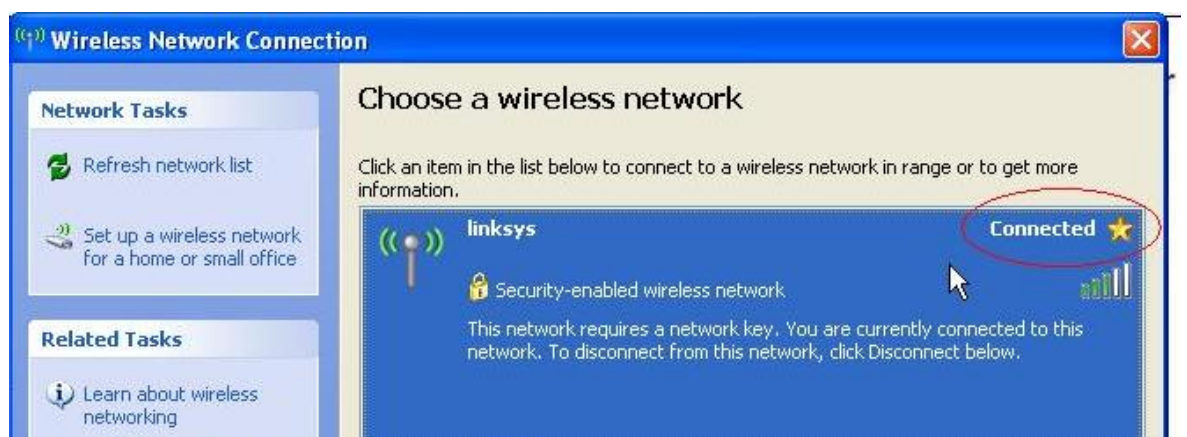 Wireless Network Connection
Network Tasks
Refresh network list
Set up a wireless network
for a home or small office
Related Tasks
Learn about wireless
networking
Choose a wireless network
Click an item in the list below to connect to a wireless network in range or to get more
information.
linksys
Connected
Security-enabled wireless network
This network requires a network key. You are currently connected to this
network. To disconnect from this network, click Disconnect below.